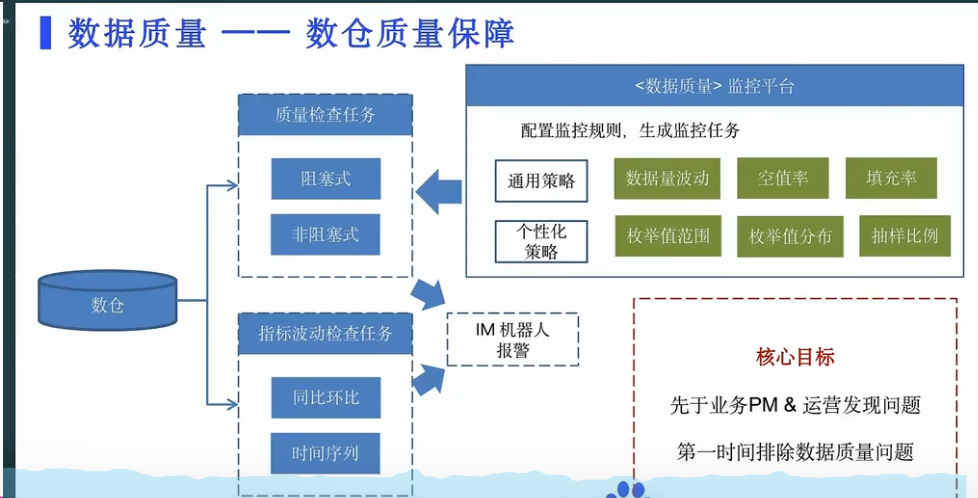 数据质量 —— 数仓质量保障
质量检查任务
阻塞式
非阻塞式
<数据质量> 监控平台
配置监控规则，生成监控任务
通用策略
数据量波动
空值率
填充率
个性化
策略
枚举值范围
枚举值分布
抽样比例
数仓
指标波动检查任务
同比环比
时间序列
IM 机器人
报警
核心目标
先于业务PM & 运营发现问题
第一时间排除数据质量问题